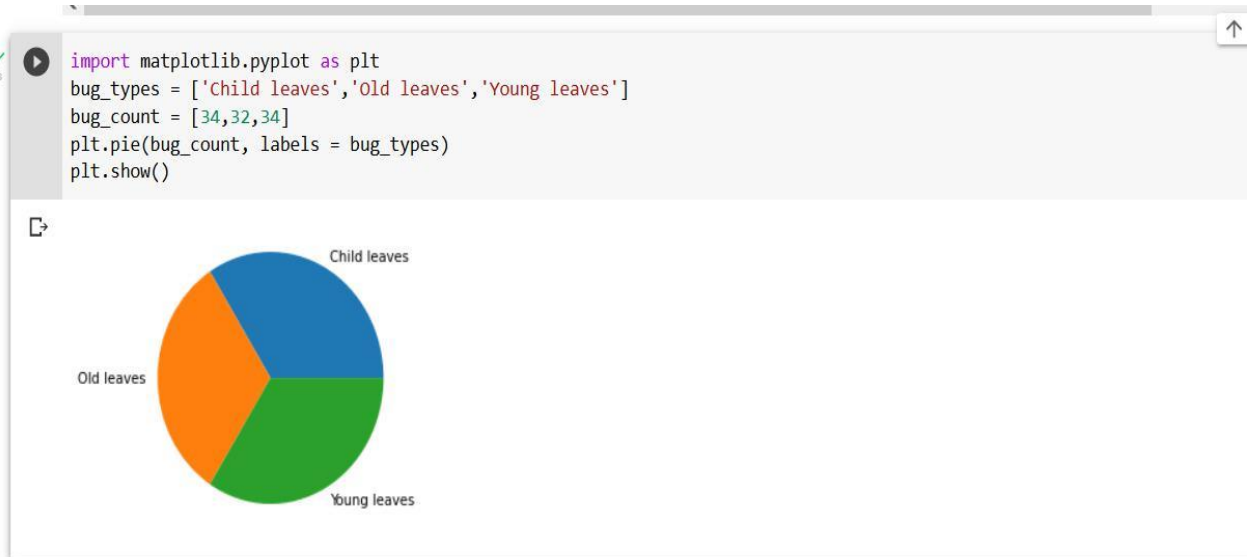 import matplotlib.pyplot as plt
bug_types = ['Child leaves','Old leaves','Young leaves']
bug_count = [34,32,34]
plt.pie(bug_count, labels = bug_types)
plt.show()
Child leaves
Old leaves
Young leaves